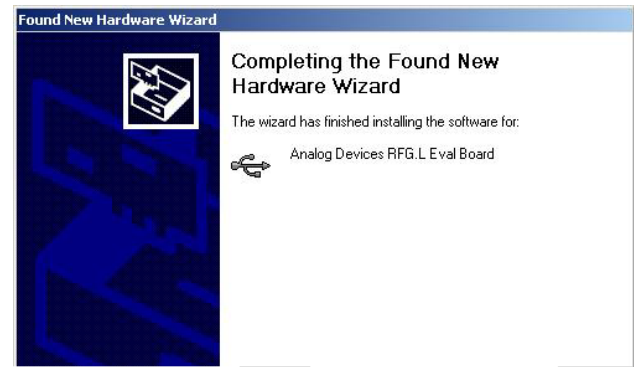 Found New Hardware Wizard
Completing the Found New
Hardware Wizard
The wizard has finished installing the software for:
Analog Devices RFG.L Eval Board